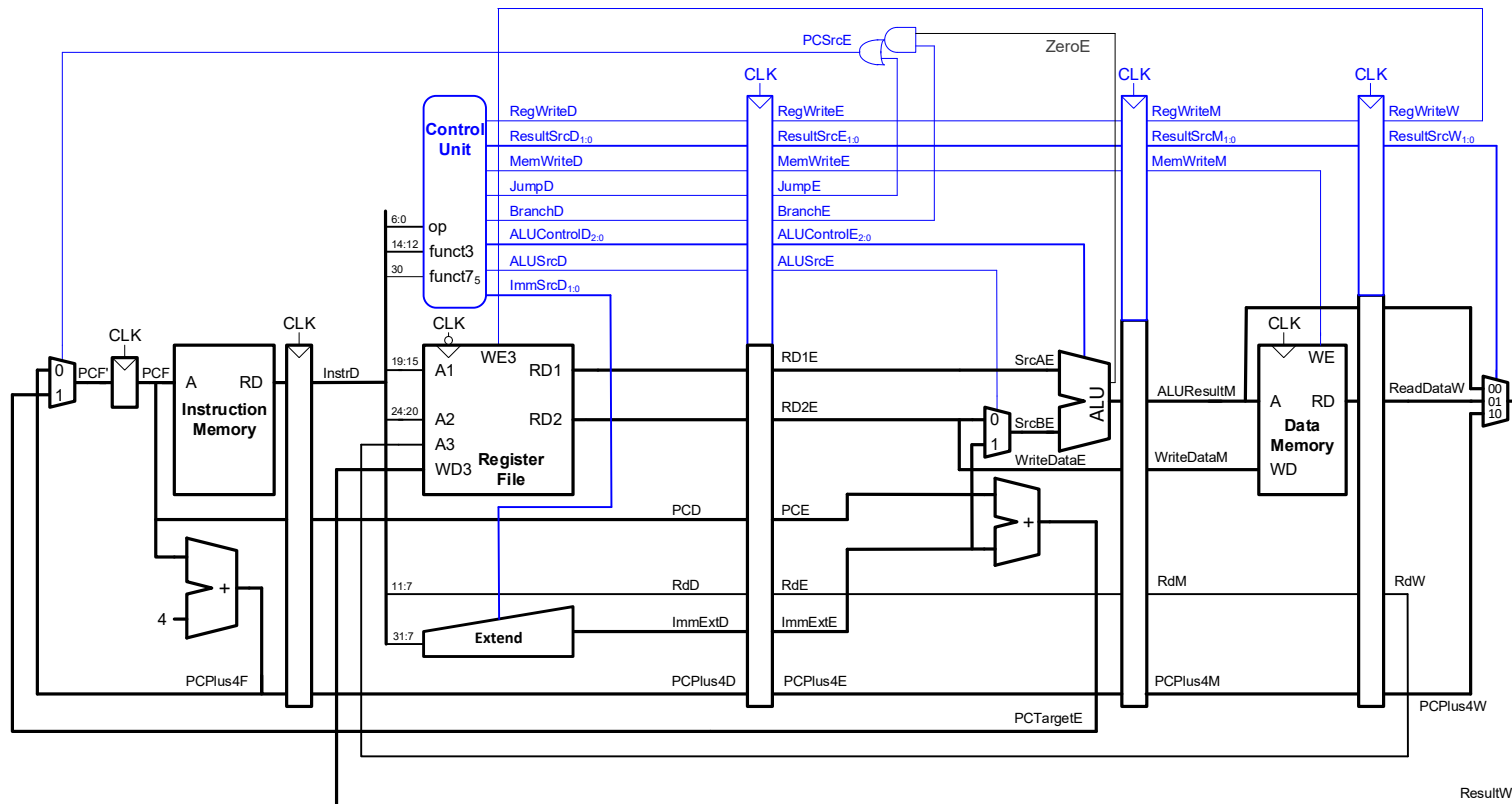 PCSrcE
ZeroE
CLK
CLK
CLK
RegWriteD
RegWriteE
RegWriteM
RegWriteW
Control
Unit
ResultSrcD1:0
ResultSrcE1:0
ResultSrcM1:0
ResultSrcW1:0
MemWriteD
MemWriteE
MemWriteM
JumpD
JumpE
BranchD
BranchE
6:0
op
ALUControlD2:0
ALUControlE2:0
14:12
funct3
ALUSrcD
ALUSrcE
30
funct75
ImmSrcD1:0
CLK
CLK
CLK
CLK
0
1
PCF'
PCF
A
RD
Instruction
Memory
InstrD
19:15
A1
WE3
RD1
RD1E
SrcAE
24:20
A2
RD2
RD2E
0
1
SrcBE
ALU
ALUResultM
A
RD
WE
Data
Memory
WD
ReadDataW
00
01
10
A3
WD3
Register
File
WriteDataE
WriteDataM
PCD
PCE
+
+
4
11:7
RdD
RdE
RdM
RdW
31:7
Extend
ImmExtD
ImmExtE
PCPlus4F
PCPlus4D
PCPlus4E
PCPlus4M
PCPlus4W
PCTargetE
ResultW